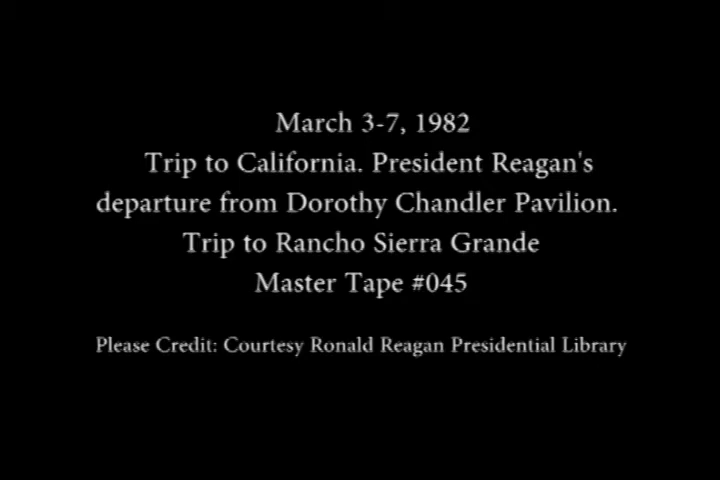 March 3-7, 1982
Trip to California. President Reagan's
departure from Dorothy Chandler Pavilion.
Trip to Rancho Sierra Grande
Master Tape #045
Please Credit: Courtesy Ronald Reagan Presidential Library